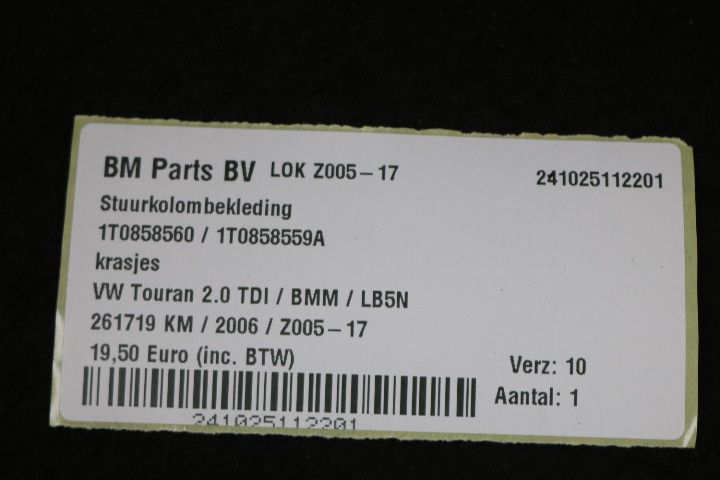 BM Parts BV LOK Z005-17 241025112201
Stuurkolombekleding
1T0858560 / 1T0858559A
krasjes
VW Touran 2.0 TDI / BMM / LB5N
261719 KM / 2006 / Z005-17
19,50 Euro (inc. BTW)
Verz: 10
Aantal: 1
241025112201